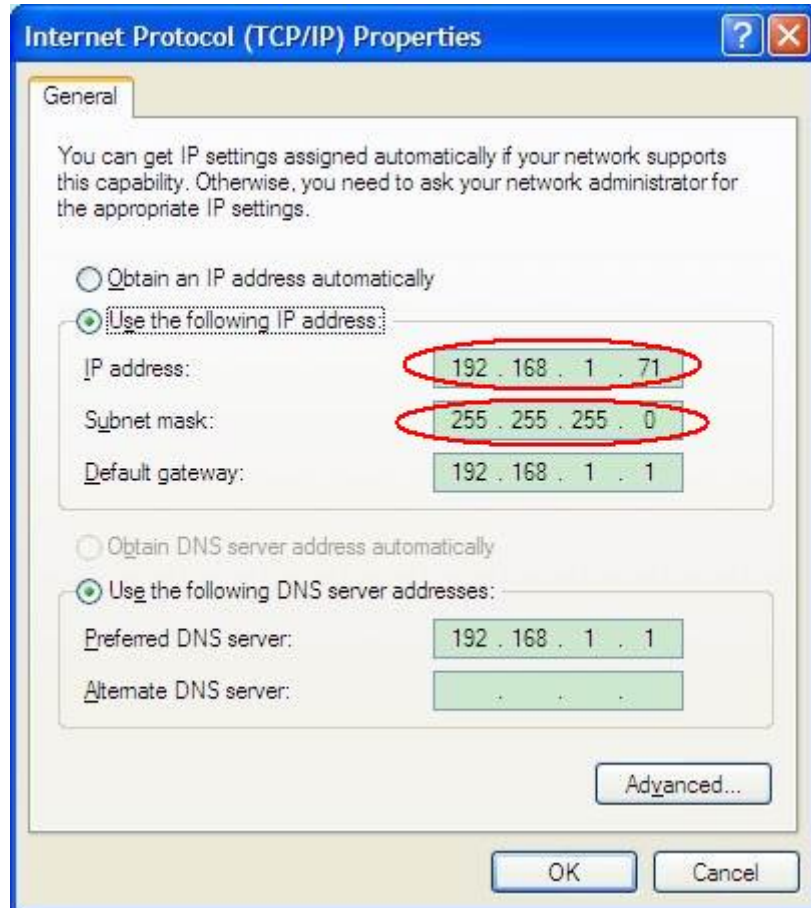 Internet Protocol (TCP/IP) Properties
General
You can get IP settings assigned automatically if your network supports
this capability. Otherwise, you need to ask your network administrator for
the appropriate IP settings.
Obtain an IP address automatically
Use the following IP address:
IP address: 192 . 168 . 1 . 71
Subnet mask: 255 . 255 . 255 . 0
Default gateway: 192 . 168 . 1 . 1
Obtain DNS server address automatically
Use the following DNS server addresses:
Preferred DNS server: 192 . 168 . 1 . 1
Alternate DNS server: . . .
Advanced...
OK Cancel